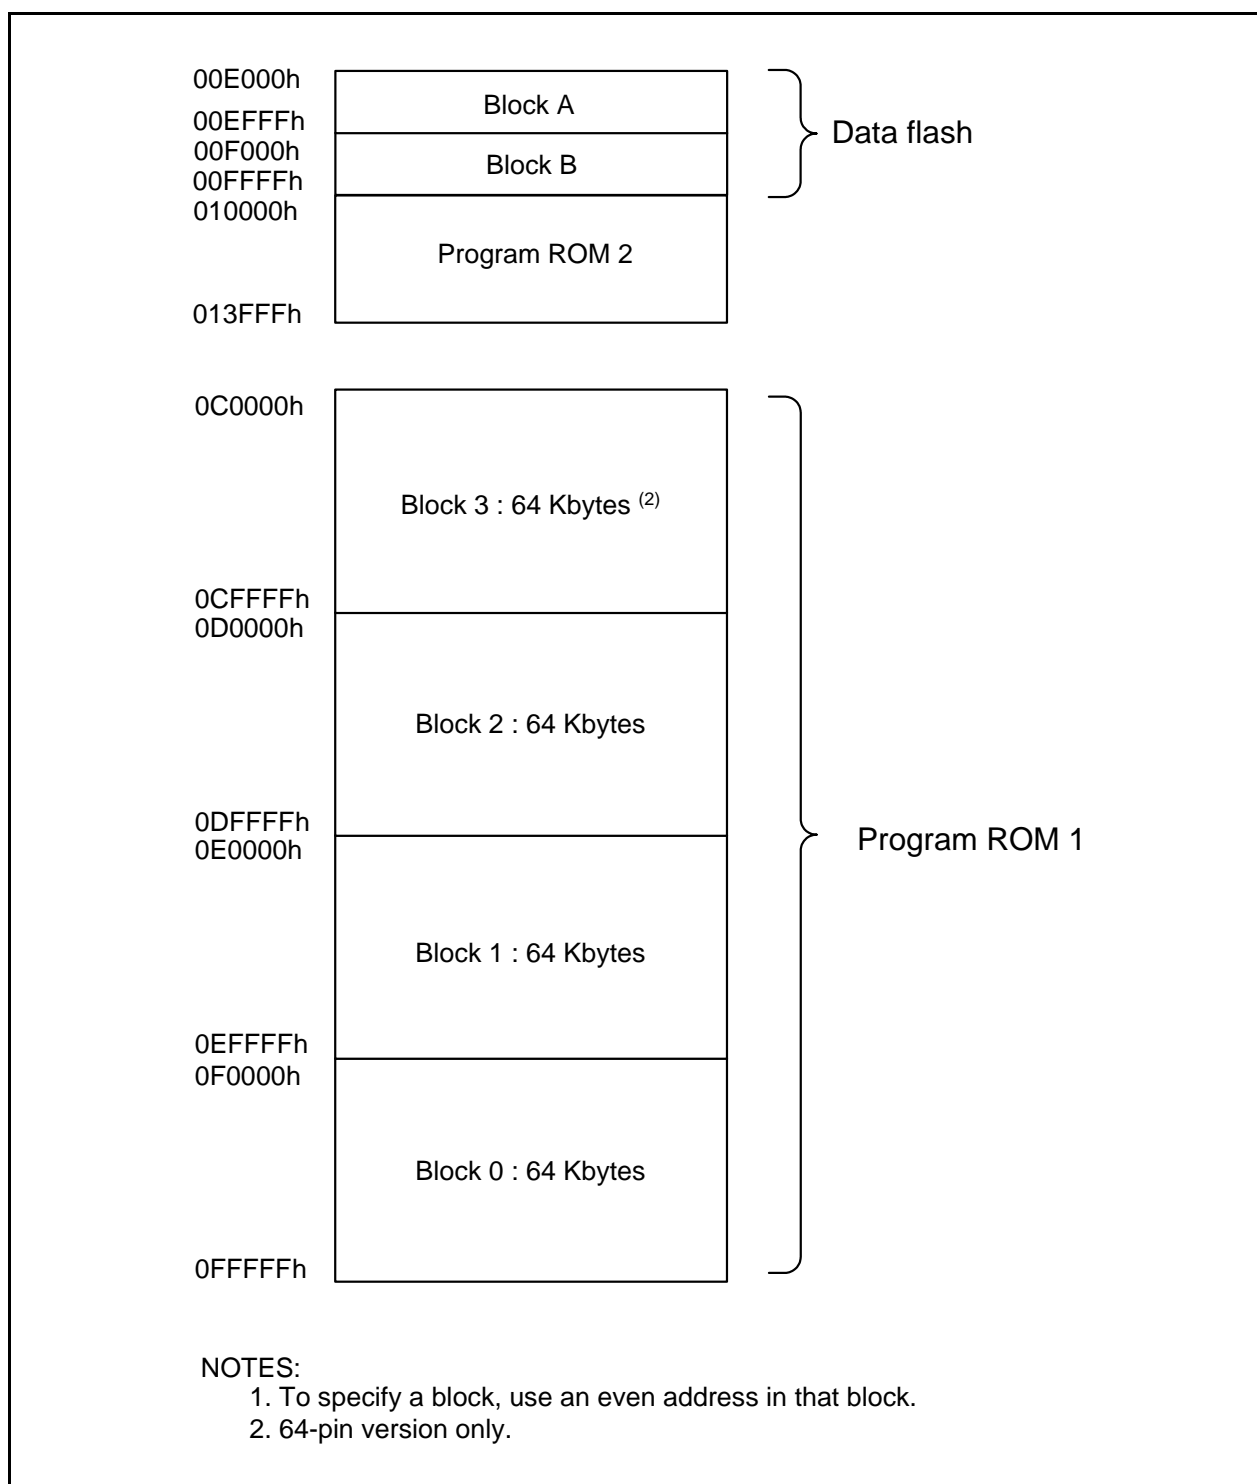 00E000h
Block A
00EFFFh
00F000h
Data flash
Block B
00FFFFh
010000h
Program ROM 2
013FFFh
0C0000h
Block 3 : 64 Kbytes (2)
0CFFFFh
0D0000h
Block 2 : 64 Kbytes
0DFFFFh
0E0000h
Program ROM 1
Block 1 : 64 Kbytes
0EFFFFh
0F0000h
Block 0 : 64 Kbytes
0FFFFFh
NOTES:
1. To specify a block, use an even address in that block.
2. 64-pin version only.